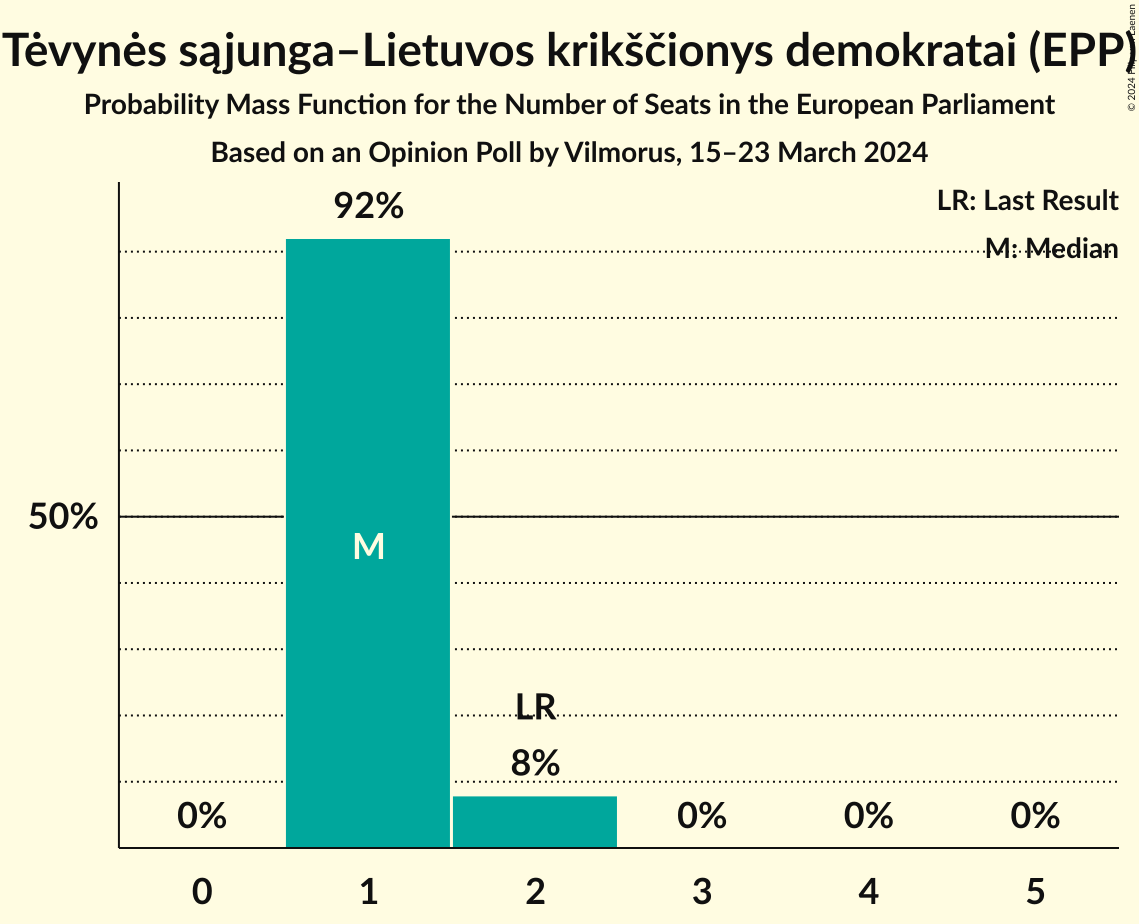 Tėvynės sąjunga–Lietuvos krikščionys demokratai (EPP)
Probability Mass Function for the Number of Seats in the European Parliament
Based on an Opinion Poll by Vilmorus, 15–23 March 2024
© 2024 Laenen
LR: Last Result
M: Median
92%
50%
M
LR
8%
0% 0% 0% 0%
0 1 2 3 4 5